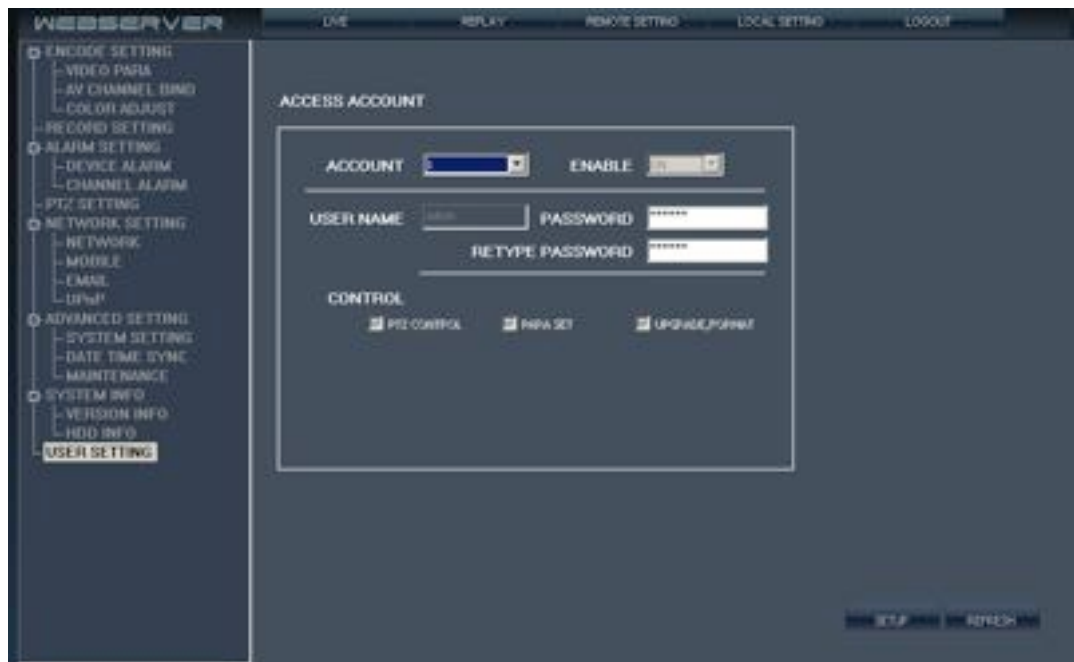 WEBSERVER
LIVE REPLAY REMOTE SETTING LOCAL SETTING LOGOUT
ENCODE SETTING
VIDEO PARA
AV CHANNEL BIND
COLOR ADJUST
RECORD SETTING
ALARM SETTING
DEVICE ALARM
CHANNEL ALARM
PTZ SETTING
NETWORK SETTING
NETWORK
MOBILE
EMAIL
UPnP
ADVANCED SETTING
SYSTEM SETTING
DATE TIME SYNC
MAINTENANCE
SYSTEM INFO
VERSION INFO
HDD INFO
USER SETTING
ACCESS ACCOUNT
ACCOUNT ENABLE
USER NAME PASSWORD ******
RETYPE PASSWORD ******
CONTROL
PTZ CONTROL PARA SET UPGRADE,FORMAT
SETUP REFRESH